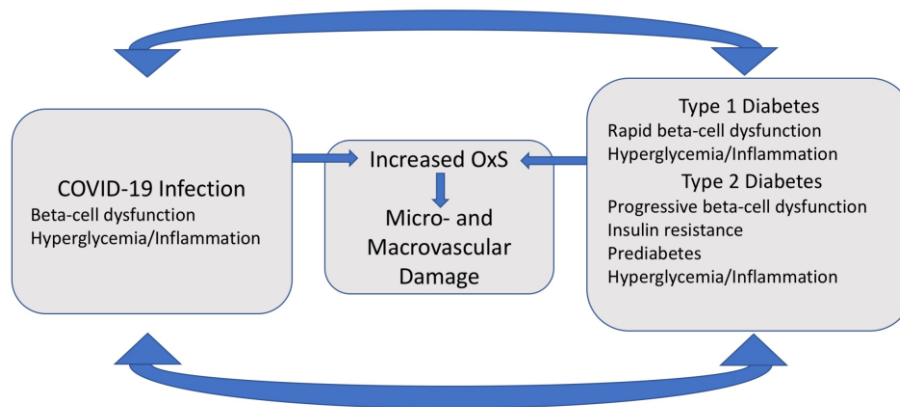 COVID-19 Infection
Beta-cell dysfunction
Hyperglycemia/Inflammation
Increased OxS
Micro- and
Macrovascular
Damage
Type 1 Diabetes
Rapid beta-cell dysfunction
Hyperglycemia/Inflammation
Type 2 Diabetes
Progressive beta-cell dysfunction
Insulin resistance
Prediabetes
Hyperglycemia/Inflammation